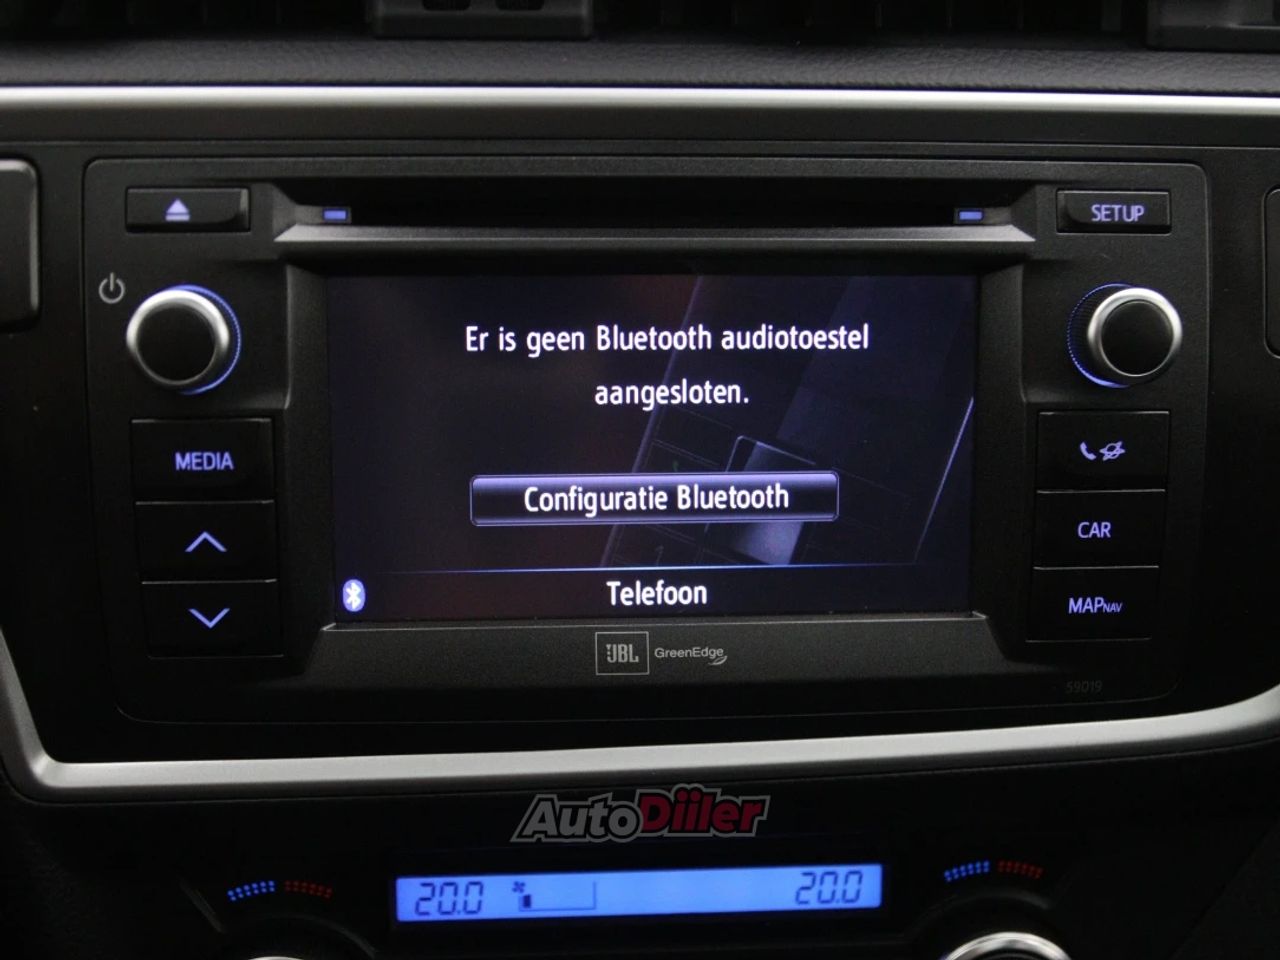 SETUP
Er is geen Bluetooth audiotoestel
aangesloten.
MEDIA
Configuratie Bluetooth
CAR
Telefoon
MAPNAV
JBL GreenEdge
59019
AutoDiiler
20.0 20.0